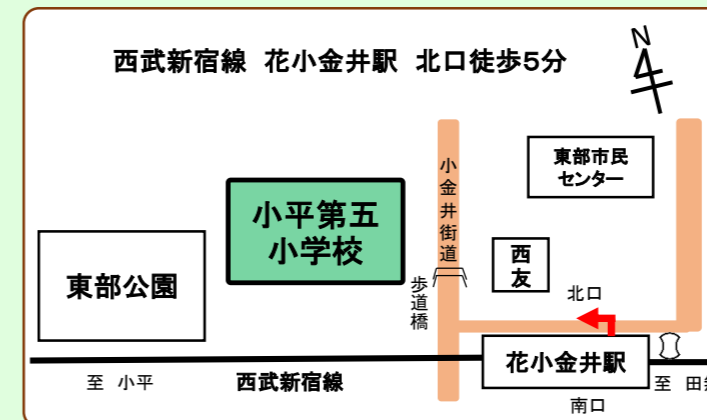 西武新宿線 花小金井駅 北口徒歩5分
N
東部市民
センター
小金井街道
小平第五
小学校
西友
東部公園
歩道橋
北口
花小金井駅
至 小平
西武新宿線
至 田
南口